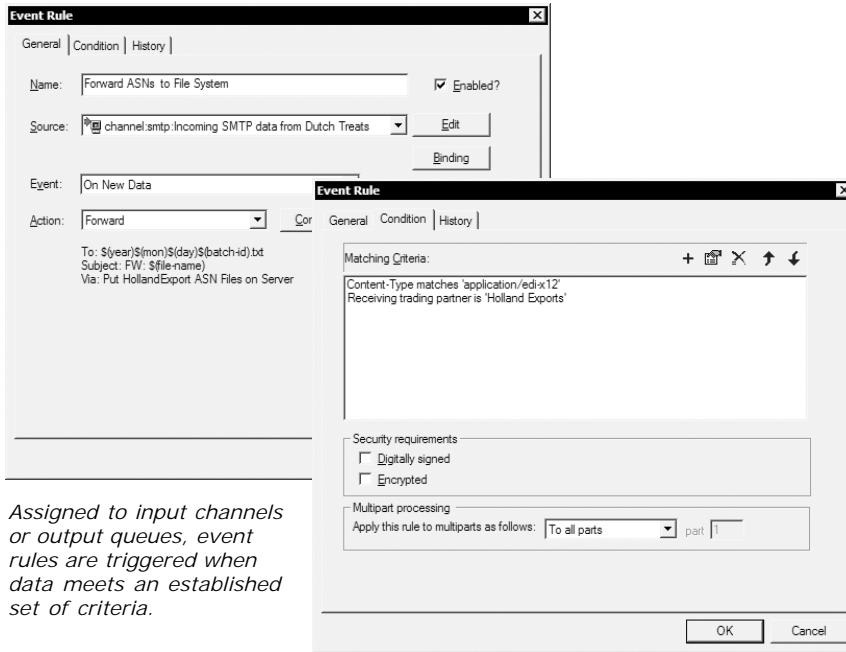 Event Rule
General Condition History
Name: Forward ASNs to File System Enabled?
Source: channel:smtp:Incoming SMTP data from Dutch Treats Edit
Binding
Event: On New Data
Action: Forward Cor
To: $(year)$(mon)$(day)$(batch-id).txt
Subject: FW: $(file-name)
Via: Put HollandExport ASN Files on Server
Event Rule
General Condition History
Matching Criteria:
Content-Type matches 'application/edi-x12'
Receiving trading partner is 'Holland Exports'
Security requirements
Digitally signed
Encrypted
Multipart processing
Apply this rule to multiparts as follows: To all parts part 1
OK Cancel
Assigned to input channels
or output queues, event
rules are triggered when
data meets an established
set of criteria.